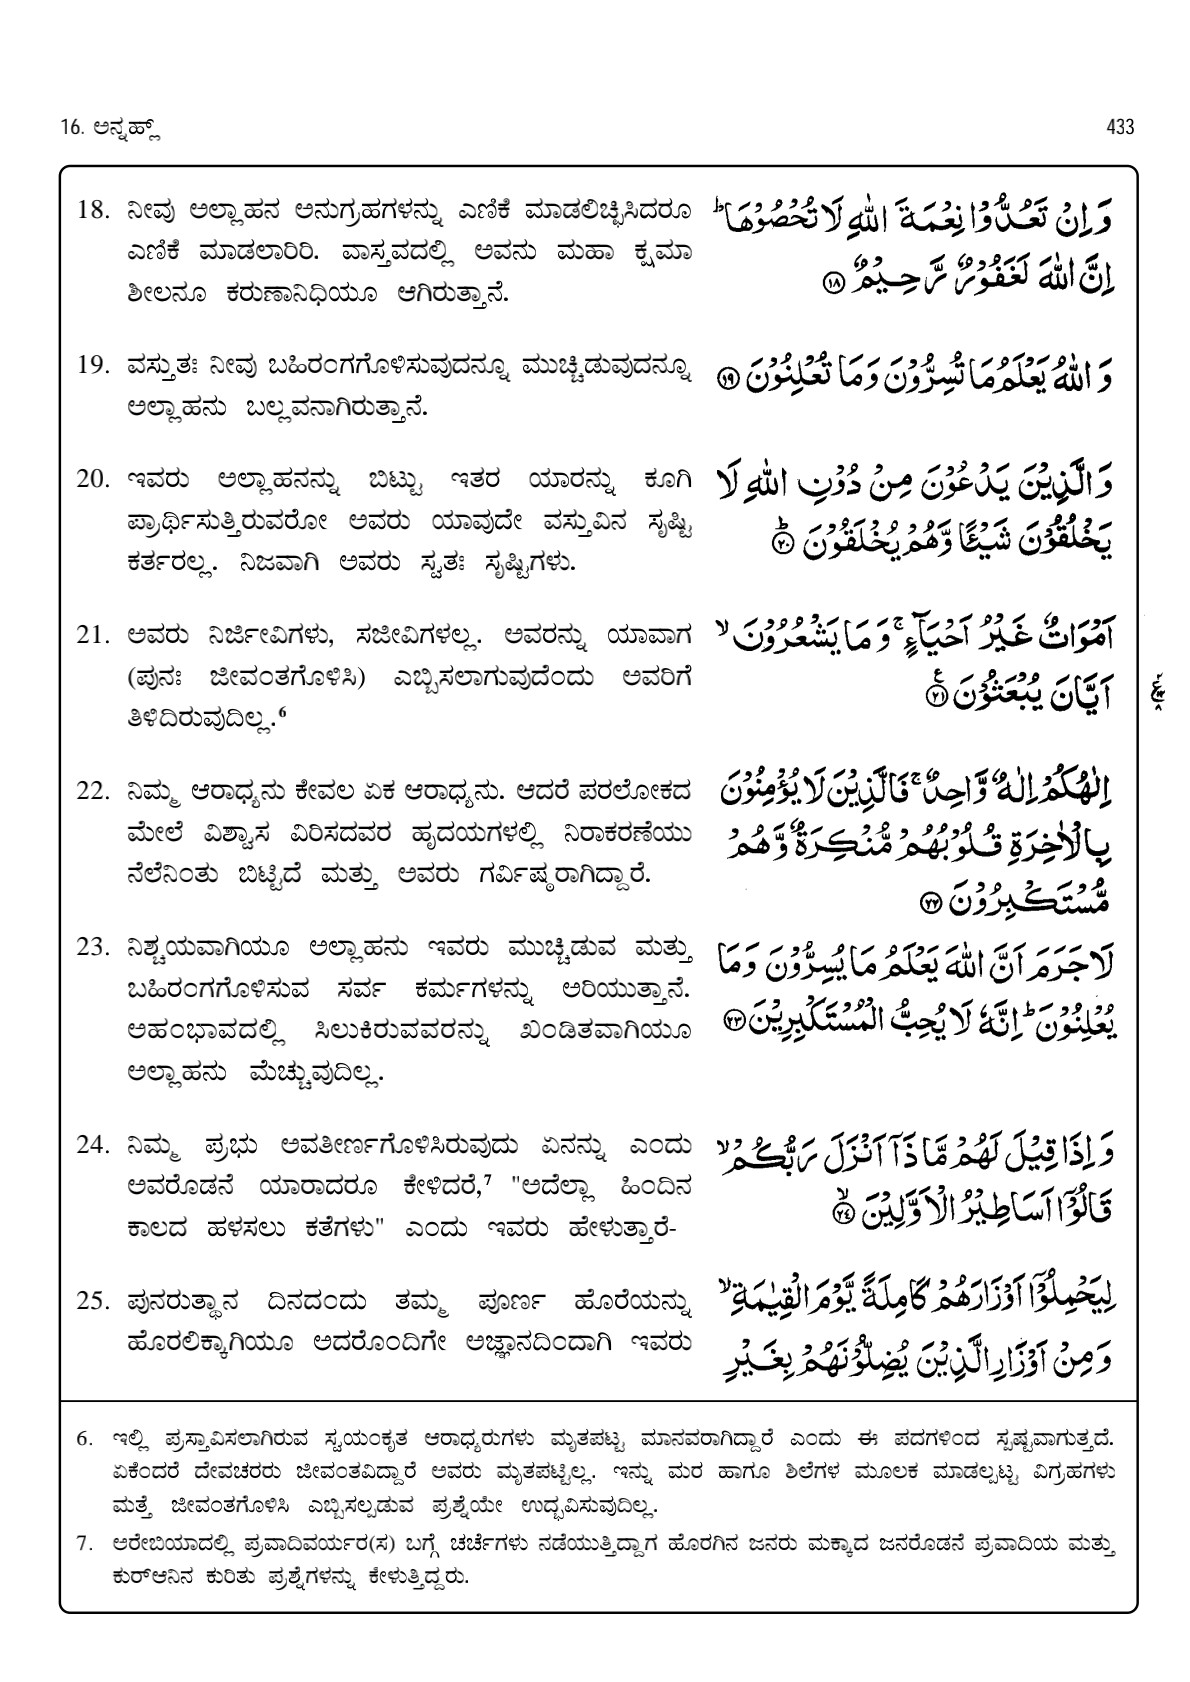 16. ಅನ್ನಹ್ಲ್
433
18. ನೀವು ಅಲ್ಲಾಹನ ಅನುಗ್ರಹಗಳನ್ನು ಎಣಿಕೆ ಮಾಡಲಿಚ್ಛಿಸಿದರೂ
ಎಣಿಕೆ ಮಾಡಲಾರಿರಿ. ವಾಸ್ತವದಲ್ಲಿ ಅವನು ಮಹಾ ಕ್ಷಮಾ
ಶೀಲನೂ ಕರುಣಾನಿಧಿಯೂ ಆಗಿರುತ್ತಾನೆ.
وَاِنْ تَعُدُّوْا نِعْمَةَ اللّٰهِ لَا تُحْصُوْهَا ؕ
اِنَّ اللّٰهَ لَغَفُوْرٌ رَّحِيْمٌ ﴿۱۸﴾
19. ವಸ್ತುತಃ ನೀವು ಬಹಿರಂಗಗೊಳಿಸುವುದನ್ನೂ ಮುಚ್ಚಿಡುವುದನ್ನೂ
ಅಲ್ಲಾಹನು ಬಲ್ಲವನಾಗಿರುತ್ತಾನೆ.
وَاللّٰهُ يَعْلَمُ مَا تُسِرُّوْنَ وَمَا تُعْلِنُوْنَ ﴿۱۹﴾
20. ಇವರು ಅಲ್ಲಾಹನನ್ನು ಬಿಟ್ಟು ಇತರ ಯಾರನ್ನು ಕೂಗಿ
ಪ್ರಾರ್ಥಿಸುತ್ತಿರುವರೋ ಅವರು ಯಾವುದೇ ವಸ್ತುವಿನ ಸೃಷ್ಟಿ
ಕರ್ತರಲ್ಲ. ನಿಜವಾಗಿ ಅವರು ಸ್ವತಃ ಸೃಷ್ಟಿಗಳು.
وَالَّذِيْنَ يَدْعُوْنَ مِنْ دُوْنِ اللّٰهِ لَا
يَخْلُقُوْنَ شَيْئًا وَّهُمْ يُخْلَقُوْنَ ؕ ﴿۲۰﴾
21. ಅವರು ನಿರ್ಜೀವಿಗಳು, ಸಜೀವಿಗಳಲ್ಲ. ಅವರನ್ನು ಯಾವಾಗ
(ಪುನಃ ಜೀವಂತಗೊಳಿಸಿ) ಎಬ್ಬಿಸಲಾಗುವುದೆಂದು ಅವರಿಗೆ
ತಿಳಿದಿರುವುದಿಲ್ಲ.6
اَمْوَاتٌ غَيْرُ اَحْيَآءٍ ۚ وَمَا يَشْعُرُوْنَ ۙ
اَيَّانَ يُبْعَثُوْنَ ﴿۲۱﴾
22. ನಿಮ್ಮ ಆರಾಧ್ಯನು ಕೇವಲ ಏಕ ಆರಾಧ್ಯನು. ಆದರೆ ಪರಲೋಕದ
ಮೇಲೆ ವಿಶ್ವಾಸ ವಿರಿಸದವರ ಹೃದಯಗಳಲ್ಲಿ ನಿರಾಕರಣೆಯು
ನೆಲೆನಿಂತು ಬಿಟ್ಟಿದೆ ಮತ್ತು ಅವರು ಗರ್ವಿಷ್ಠರಾಗಿದ್ದಾರೆ.
اِلٰهُكُمْ اِلٰهٌ وَّاحِدٌ ۚ فَالَّذِيْنَ لَا يُؤْمِنُوْنَ
بِالْاٰخِرَةِ قُلُوْبُهُمْ مُّنْكِرَةٌ وَّهُمْ
مُّسْتَكْبِرُوْنَ ﴿۲۲﴾
23. ನಿಶ್ಚಯವಾಗಿಯೂ ಅಲ್ಲಾಹನು ಇವರು ಮುಚ್ಚಿಡುವ ಮತ್ತು
ಬಹಿರಂಗಗೊಳಿಸುವ ಸರ್ವ ಕರ್ಮಗಳನ್ನು ಅರಿಯುತ್ತಾನೆ.
ಅಹಂಭಾವದಲ್ಲಿ ಸಿಲುಕಿರುವವರನ್ನು ಖಂಡಿತವಾಗಿಯೂ
ಅಲ್ಲಾಹನು ಮೆಚ್ಚುವುದಿಲ್ಲ.
لَا جَرَمَ اَنَّ اللّٰهَ يَعْلَمُ مَا يُسِرُّوْنَ وَمَا
يُعْلِنُوْنَ ؕ اِنَّهٗ لَا يُحِبُّ الْمُسْتَكْبِرِيْنَ ﴿۲۳﴾
24. ನಿಮ್ಮ ಪ್ರಭು ಅವತೀರ್ಣಗೊಳಿಸಿರುವುದು ಏನನ್ನು ಎಂದು
ಅವರೊಡನೆ ಯಾರಾದರೂ ಕೇಳಿದರೆ,7 "ಅದೆಲ್ಲಾ ಹಿಂದಿನ
ಕಾಲದ ಹಳಸಲು ಕತೆಗಳು" ಎಂದು ಇವರು ಹೇಳುತ್ತಾರೆ-
وَاِذَا قِيْلَ لَهُمْ مَّاذَآ اَنْزَلَ رَبُّكُمْ ۙ
قَالُوْٓا اَسَاطِيْرُ الْاَوَّلِيْنَ ۙ ﴿۲۴﴾
25. ಪುನರುತ್ಥಾನ ದಿನದಂದು ತಮ್ಮ ಪೂರ್ಣ ಹೊರೆಯನ್ನು
ಹೊರಲಿಕ್ಕಾಗಿಯೂ ಅದರೊಂದಿಗೇ ಅಜ್ಞಾನದಿಂದಾಗಿ ಇವರು
لِيَحْمِلُوْٓا اَوْزَارَهُمْ كَامِلَةً يَّوْمَ الْقِيٰمَةِ ۙ
وَمِنْ اَوْزَارِ الَّذِيْنَ يُضِلُّوْنَهُمْ بِغَيْرِ
6. ಇಲ್ಲಿ ಪ್ರಸ್ತಾವಿಸಲಾಗಿರುವ ಸ್ವಯಂಕೃತ ಆರಾಧ್ಯರುಗಳು ಮೃತಪಟ್ಟ ಮಾನವರಾಗಿದ್ದಾರೆ ಎಂದು ಈ ಪದಗಳಿಂದ ಸ್ಪಷ್ಟವಾಗುತ್ತದೆ.
ಏಕೆಂದರೆ ದೇವಚರರು ಜೀವಂತವಿದ್ದಾರೆ ಅವರು ಮೃತಪಟ್ಟಿಲ್ಲ. ಇನ್ನು ಮರ ಹಾಗೂ ಶಿಲೆಗಳ ಮೂಲಕ ಮಾಡಲ್ಪಟ್ಟ ವಿಗ್ರಹಗಳು
ಮತ್ತೆ ಜೀವಂತಗೊಳಿಸಿ ಎಬ್ಬಿಸಲ್ಪಡುವ ಪ್ರಶ್ನೆಯೇ ಉದ್ಭವಿಸುವುದಿಲ್ಲ.
7. ಅರೇಬಿಯಾದಲ್ಲಿ ಪ್ರವಾದಿವರ್ಯರ(ಸ) ಬಗ್ಗೆ ಚರ್ಚೆಗಳು ನಡೆಯುತ್ತಿದ್ದಾಗ ಹೊರಗಿನ ಜನರು ಮಕ್ಕಾದ ಜನರೊಡನೆ ಪ್ರವಾದಿಯ ಮತ್ತು
ಕುರ್‌ಆನಿನ ಕುರಿತು ಪ್ರಶ್ನೆಗಳನ್ನು ಕೇಳುತ್ತಿದ್ದರು.